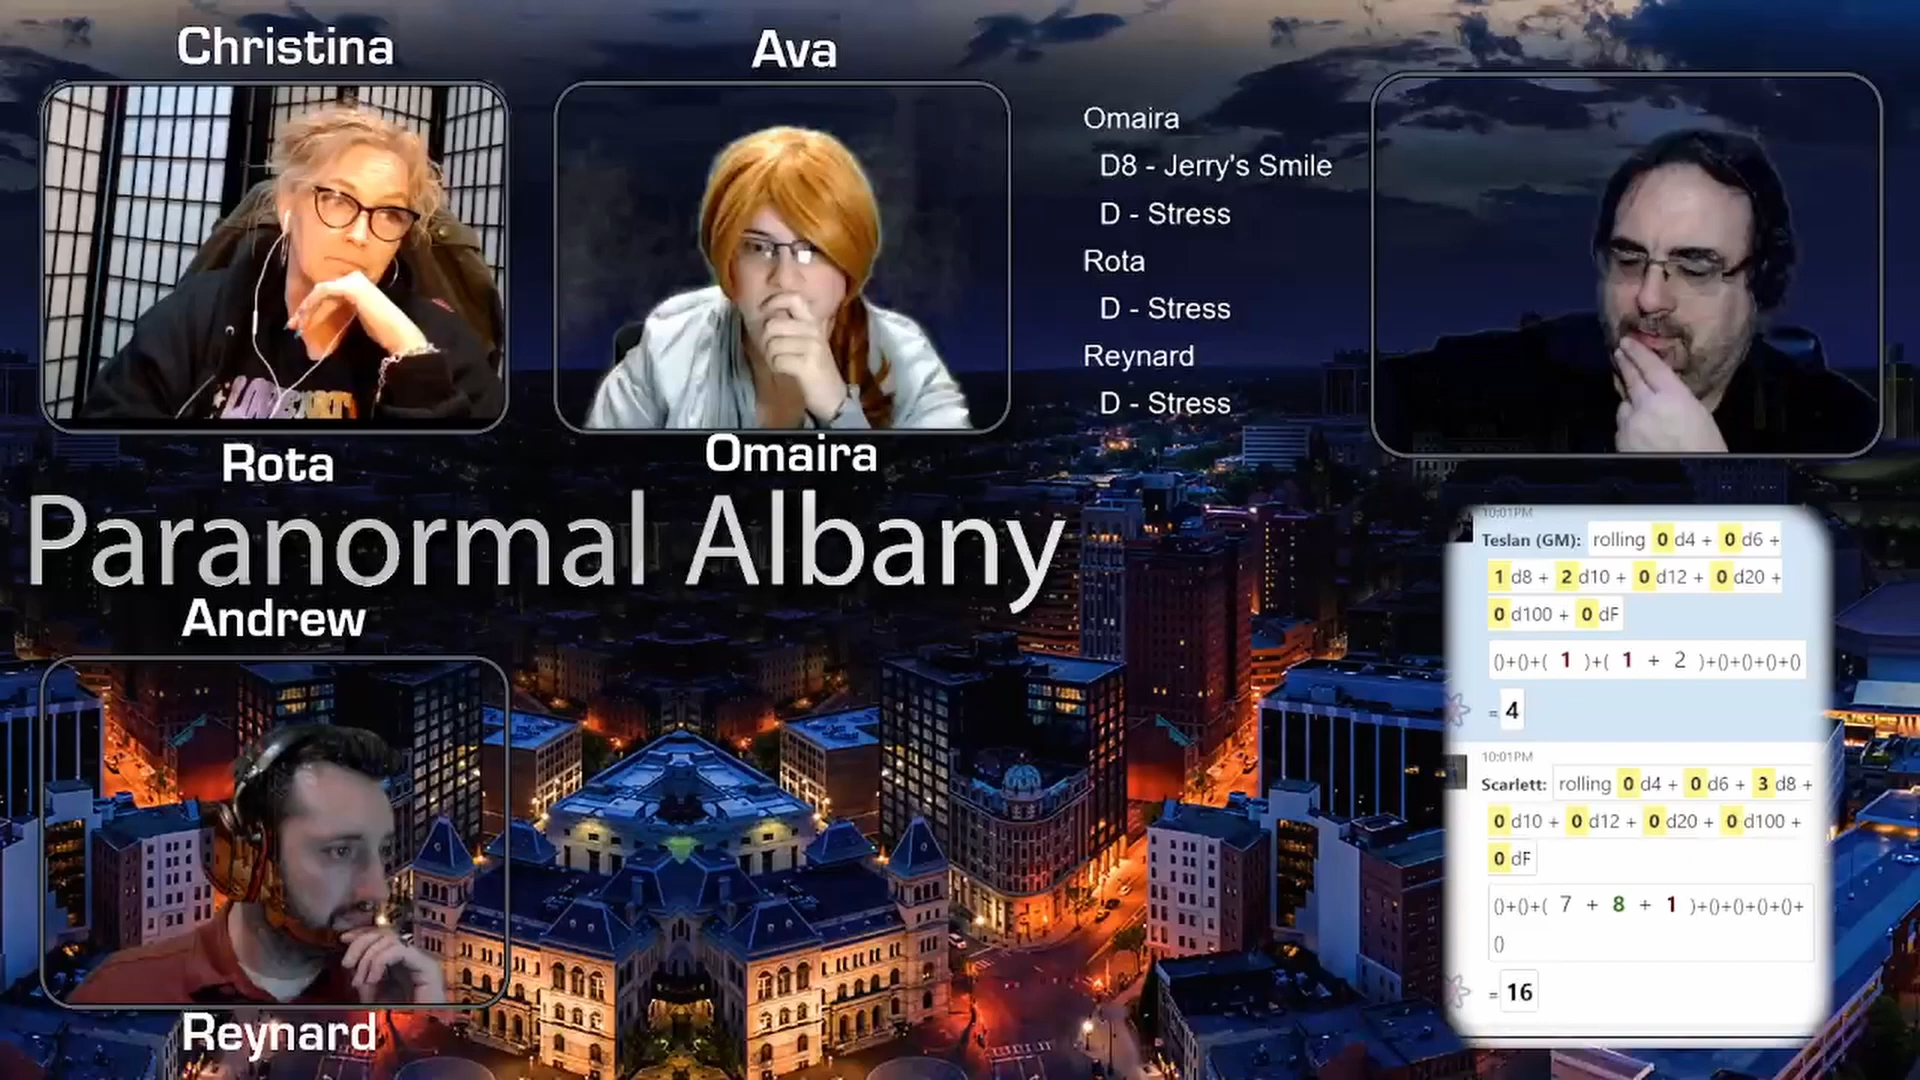 Christina
Ava
Omaira
D8 - Jerry's Smile
D - Stress
Rota
D - Stress
Reynard
D - Stress
Rota
Omaira
Paranormal Albany
Andrew
Reynard
10:01PM
Teslan (GM): rolling 0 d4 + 0 d6 +
1 d8 + 2 d10 + 0 d12 + 0 d20 +
0 d100 + 0 dF
()+()+( 1 )+( 1 + 2 )+()+()+()+()
= 4
10:01PM
Scarlett: rolling 0 d4 + 0 d6 + 3 d8 +
0 d10 + 0 d12 + 0 d20 + 0 d100 +
0 dF
()+()+( 7 + 8 + 1 )+()+()+()+()+
()
= 16